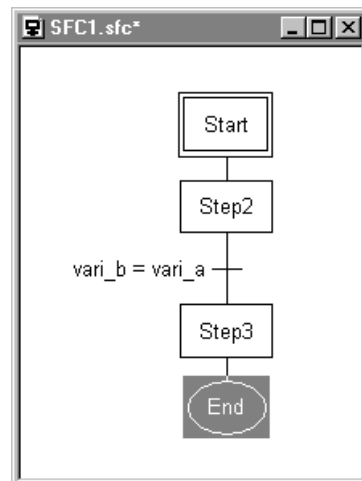 SFC1.sfc*
Start
Step2
vari_b = vari_a
Step3
End